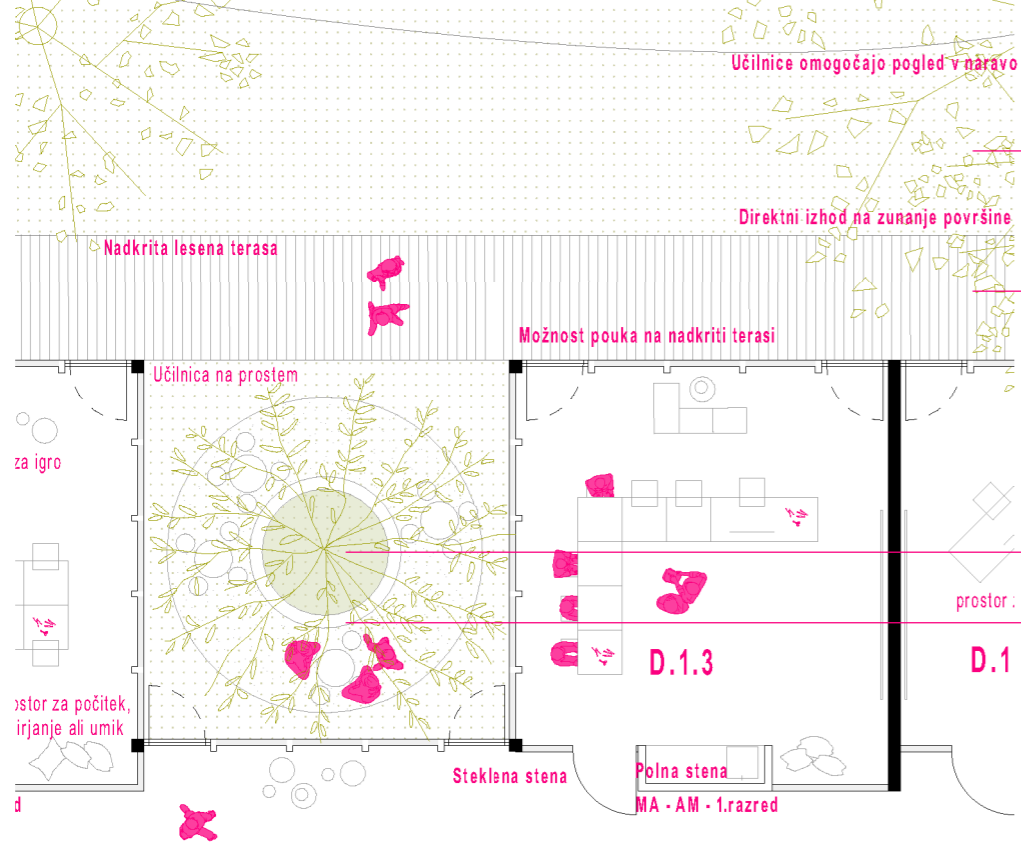 Učilnice omogočajo pogled v naravo
Direktni izhod na zunanje površine
Nadkrita lesena terasa
Možnost pouka na nadkriti terasi
Učilnica na prostem
za igro
prostor
D.1.3
D.1
za počitek,
ali umik
Steklena stena
Polna stena
MA - AM - 1.razred